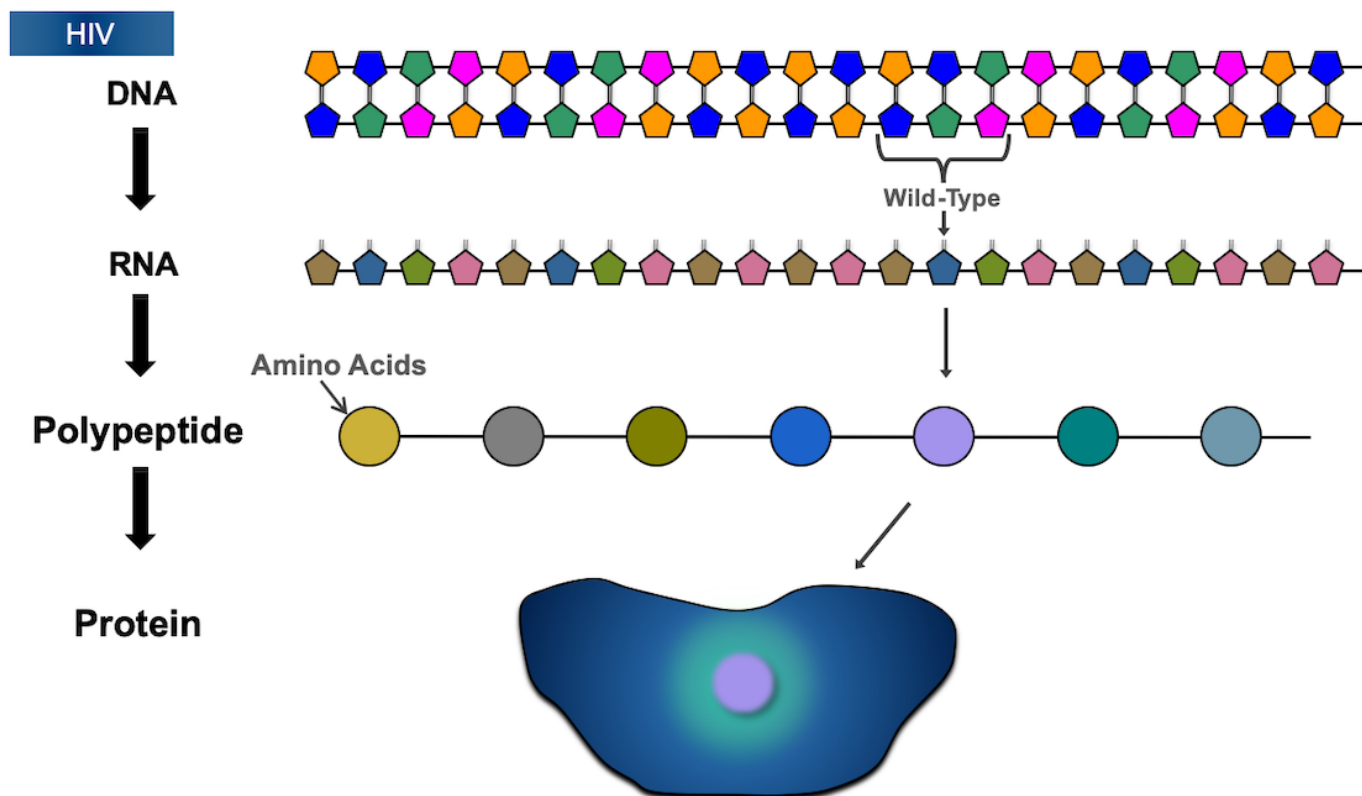 HIV
DNA
Wild-Type
RNA
Amino Acids
Polypeptide
Protein